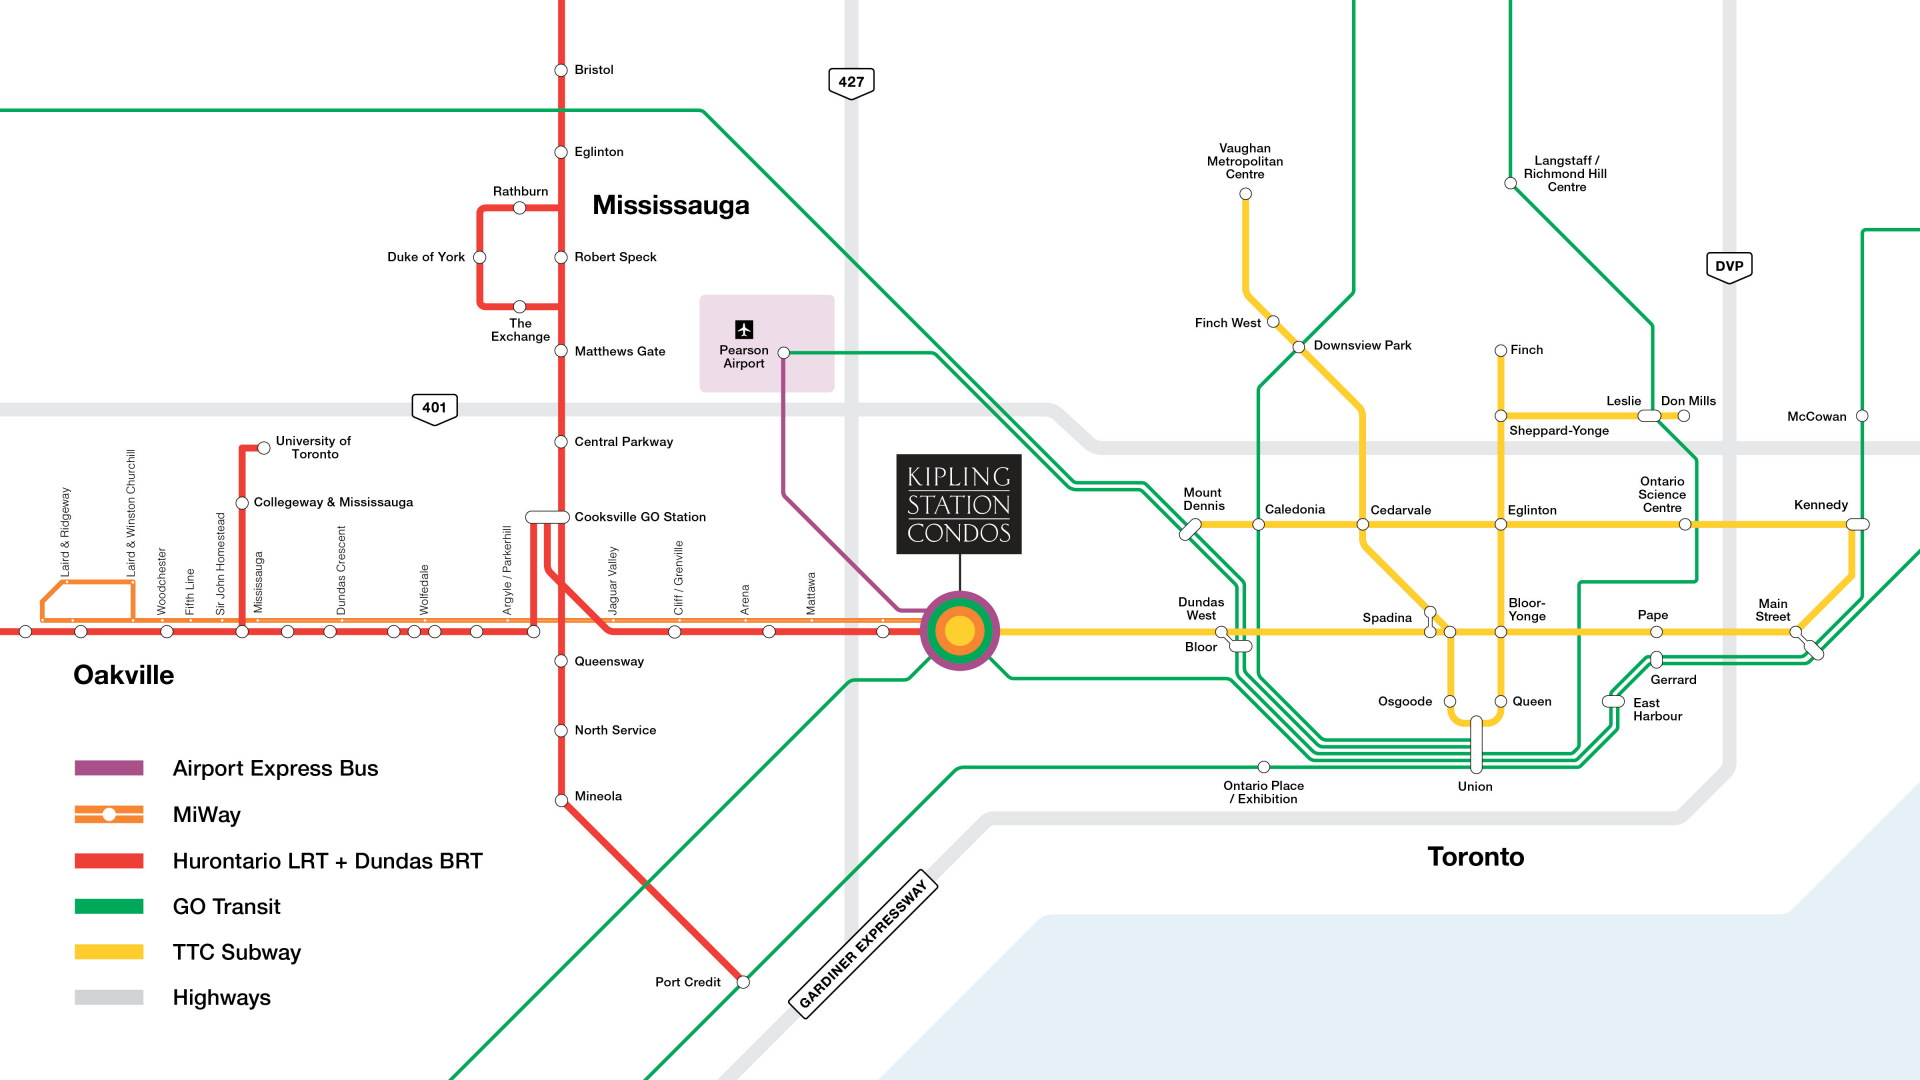 Bristol
427
Eglinton
Rathburn
Mississauga
Duke of York
Robert Speck
The
Exchange
Matthews Gate
Pearson
Airport
401
Central Parkway
University of
Toronto
Collegeway & Mississauga
Cooksville GO Station
Laird & Ridgeway
Laird & Winston Churchill
Woodchester
Fifth Line
Sir John Homestead
Mississauga
Dundas Crescent
Wolfedale
Argyle / Parkerhill
Jaguar Valley
Cliff / Grenville
Arena
Mattawa
KIPLING
STATION
CONDOS
Vaughan
Metropolitan
Centre
Langstaff /
Richmond Hill
Centre
DVP
Finch West
Downsview Park
Finch
Leslie
Don Mills
Sheppard-Yonge
McCowan
Mount
Dennis
Caledonia
Cedarvale
Eglinton
Ontario
Science
Centre
Kennedy
Dundas
West
Bloor
Spadina
Bloor-
Yonge
Pape
Main
Street
Gerrard
Osgoode
Queen
East
Harbour
Ontario Place
/ Exhibition
Union
Toronto
Oakville
Queensway
North Service
Mineola
Port Credit
GARDINER EXPRESSWAY
Airport Express Bus
MiWay
Hurontario LRT + Dundas BRT
GO Transit
TTC Subway
Highways